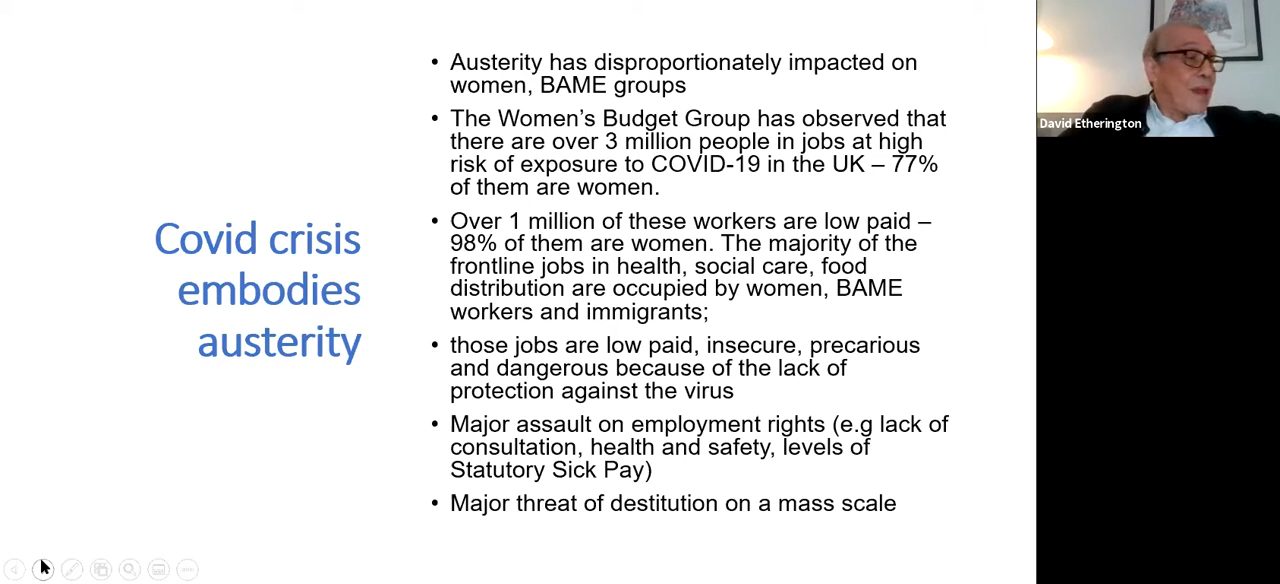 Covid crisis
embodies
austerity
• Austerity has disproportionately impacted on
women, BAME groups
• The Women’s Budget Group has observed that
there are over 3 million people in jobs at high
risk of exposure to COVID-19 in the UK – 77%
of them are women.
• Over 1 million of these workers are low paid –
98% of them are women. The majority of the
frontline jobs in health, social care, food
distribution are occupied by women, BAME
workers and immigrants;
• those jobs are low paid, insecure, precarious
and dangerous because of the lack of
protection against the virus
• Major assault on employment rights (e.g lack of
consultation, health and safety, levels of
Statutory Sick Pay)
• Major threat of destitution on a mass scale
David Etherington